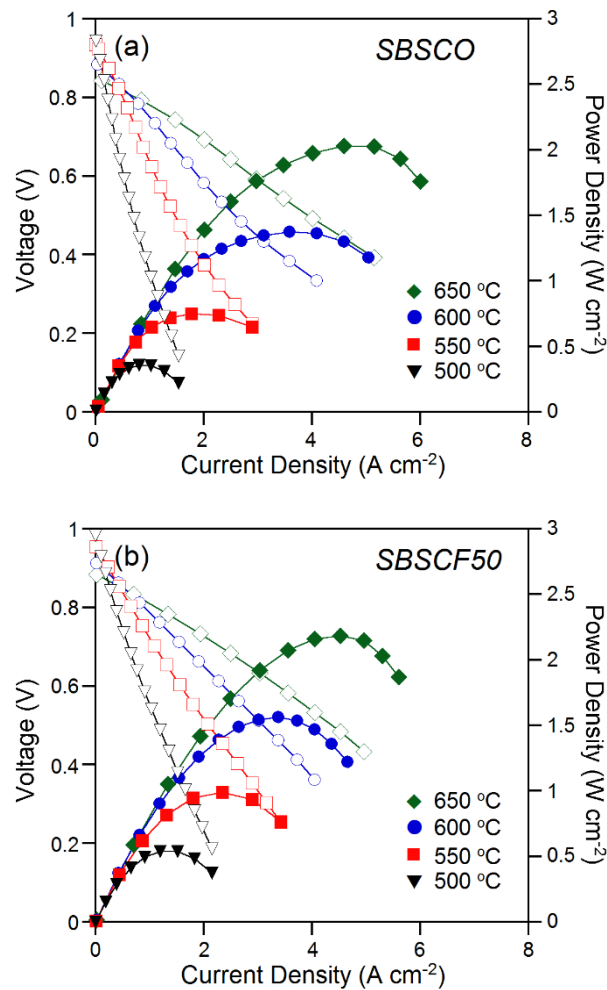 (a)
SBSCO
1
0.8
0.6
0.4
0.2
0
Voltage (V)
3
2.5
2
1.5
1
0.5
0
Power Density (W cm-2)
650 oC
600 oC
550 oC
500 oC
0 2 4 6 8
Current Density (A cm-2)
(b)
SBSCF50
1
0.8
0.6
0.4
0.2
0
Voltage (V)
3
2.5
2
1.5
1
0.5
0
Power Density (W cm-2)
650 oC
600 oC
550 oC
500 oC
0 2 4 6 8
Current Density (A cm-2)